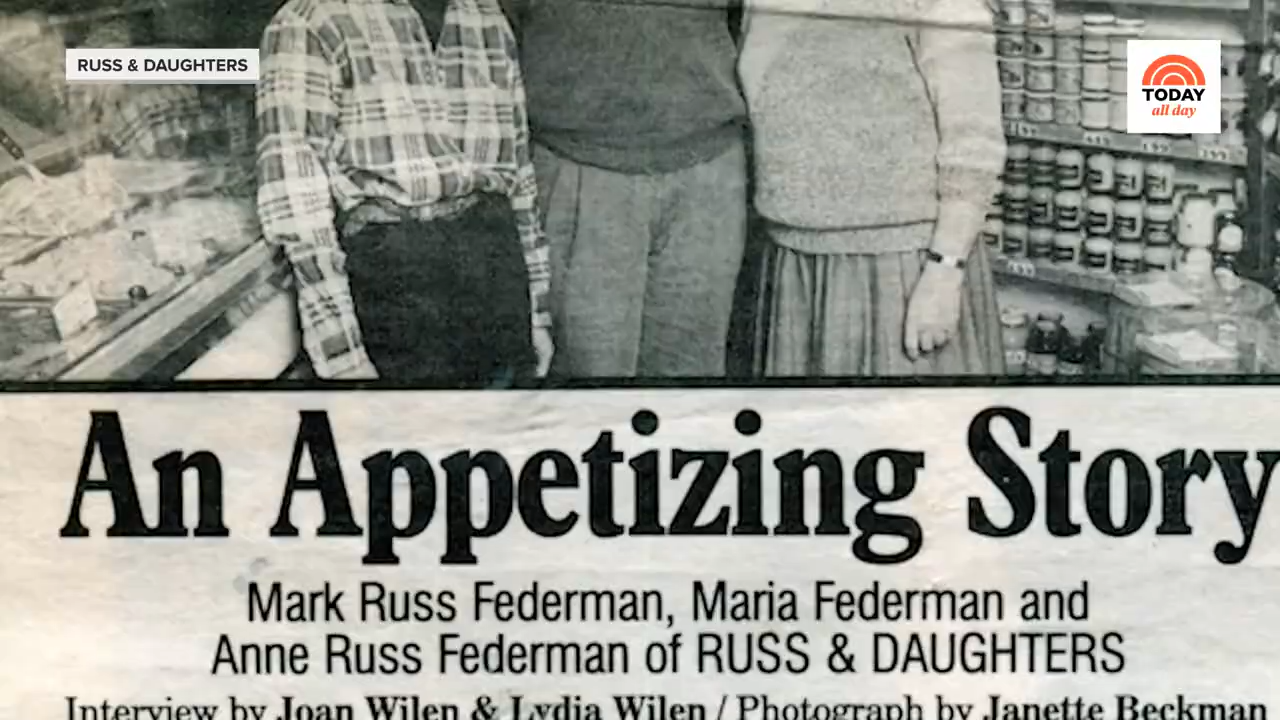 RUSS & DAUGHTERS
TODAY
all day
An Appetizing Story
Mark Russ Federman, Maria Federman and
Anne Russ Federman of RUSS & DAUGHTERS
Interview by Joan Wilen & Lydia Wilen / Photograph by Janette Beckman